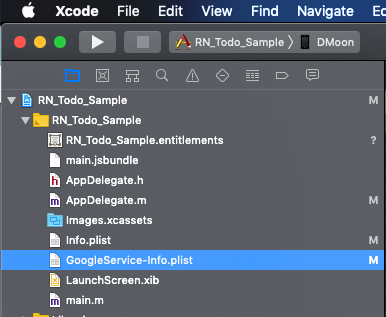 Xcode File Edit View Find Navigate E
RN_Todo_Sample DMoon
RN_Todo_Sample M
RN_Todo_Sample
RN_Todo_Sample.entitlements ?
main.jsbundle
AppDelegate.h
AppDelegate.m M
Images.xcassets
Info.plist M
GoogleService-Info.plist M
LaunchScreen.xib
main.m